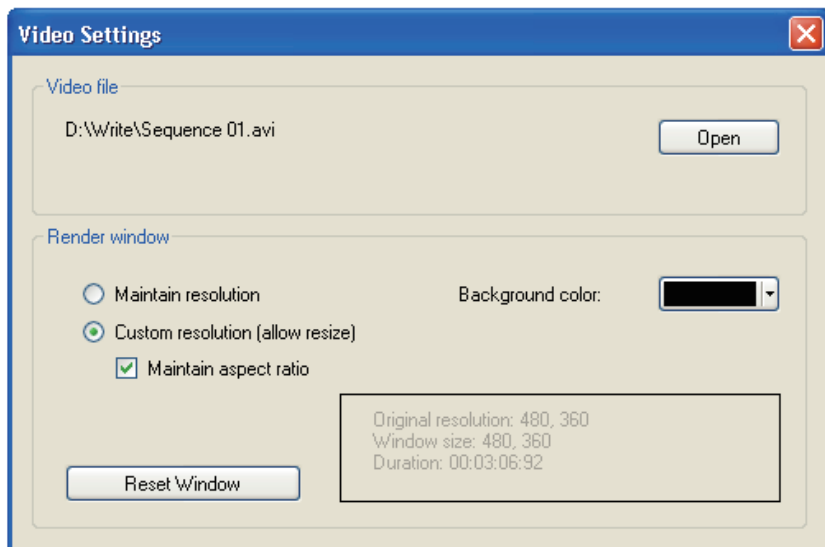 Video Settings
Video file
D:\Write\Sequence 01.avi
Open
Render window
Maintain resolution
Background color:
Custom resolution (allow resize)
Maintain aspect ratio
Original resolution: 480, 360
Window size: 480, 360
Duration: 00:03:06:92
Reset Window